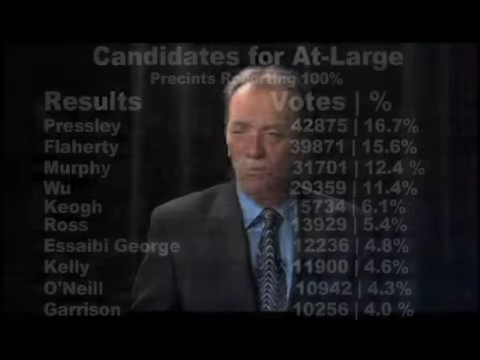 Candidates for At-Large
Precints Reporting 100%
Results Votes | %
Pressley 42875 | 16.7%
Flaherty 39871 | 15.6%
Murphy 31701 | 12.4 %
Wu 29359 | 11.4%
Keogh 5734 | 6.1%
Ross 13929 | 5.4%
Essaibi George 12236 | 4.8%
Kelly 11900 | 4.6%
O'Neill 10942 | 4.3%
Garrison 10256 | 4.0 %